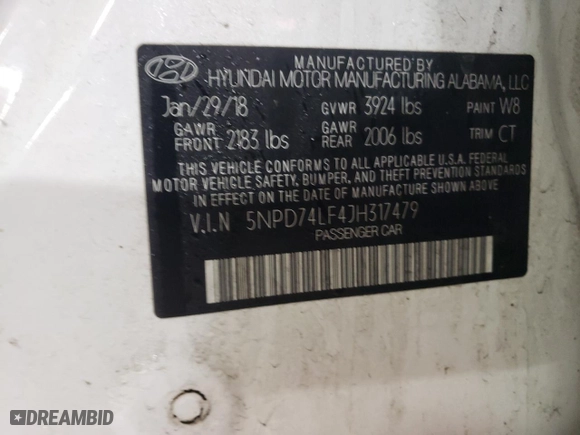 MANUFACTURED BY
HYUNDAI MOTOR MANUFACTURING ALABAMA, LLC
Jan/29/18 GVWR 3924 lbs PAINT W8
GAWR FRONT 2183 lbs GAWR REAR 2006 lbs TRIM CT
THIS VEHICLE CONFORMS TO ALL APPLICABLE U.S.A. FEDERAL
MOTOR VEHICLE SAFETY, BUMPER, AND THEFT PREVENTION
STANDARDS IN EFFECT ON THE DATE OF MANUFACTURE SHOWN ABOVE.
V.I.N 5NPD74LF4JH317479
PASSENGER CAR
DREAMBID